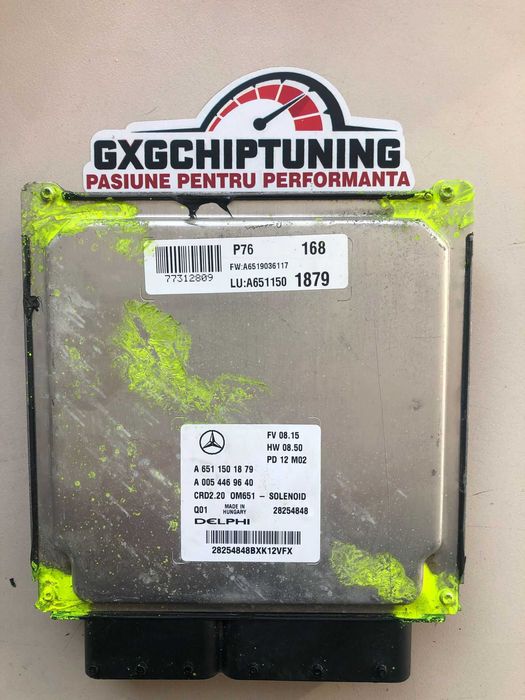 GXGCHIPTUNING
PASIUNE PENTRU PERFORMANTA
P76 168
FW:A6519036117
77312809
LU:A651150 1879
FV 08.15
HW 08.50
PD 12 M02
A 651 150 18 79
A 005 446 96 40
CRD2.20 OM651 - SOLENOID
Q01 MADE IN HUNGARY 28254848
DELPHI
28254848BXK12VFX